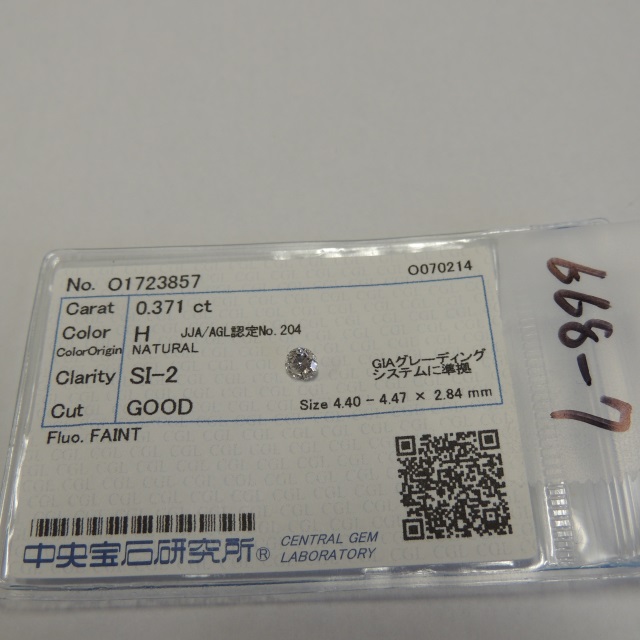 No. O1723857
O070214
Carat 0.371 ct
Color H JJA/AGL認定No.204
ColorOrigin NATURAL
Clarity SI-2
GIAグレーディング
システムに準拠
Cut GOOD
Size 4.40 - 4.47 × 2.84 mm
Fluo. FAINT
中央宝石研究所®
CENTRAL GEM
LABORATORY